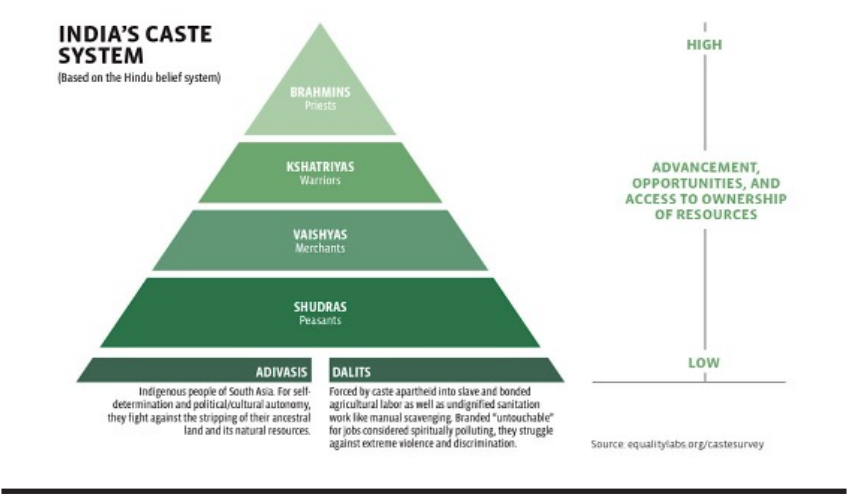 INDIA'S CASTE
SYSTEM
(Based on the Hindu belief system)
BRAHMINS
Priests
KSHATRIYAS
Warriors
VAISHYAS
Merchants
SHUDRAS
Peasants
ADIVASIS
Indigenous people of South Asia. For self-
determination and political/cultural autonomy,
they fight against the stripping of their ancestral
land and its natural resources.
DALITS
Forced by caste apartheid into slave and bonded
agricultural labor as well as undignified sanitation
work like manual scavenging. Branded "untouchable"
for jobs considered spiritually polluting, they struggle
against extreme violence and discrimination.
HIGH
ADVANCEMENT,
OPPORTUNITIES, AND
ACCESS TO OWNERSHIP
OF RESOURCES
LOW
Source: equalitylabs.org/castesurvey